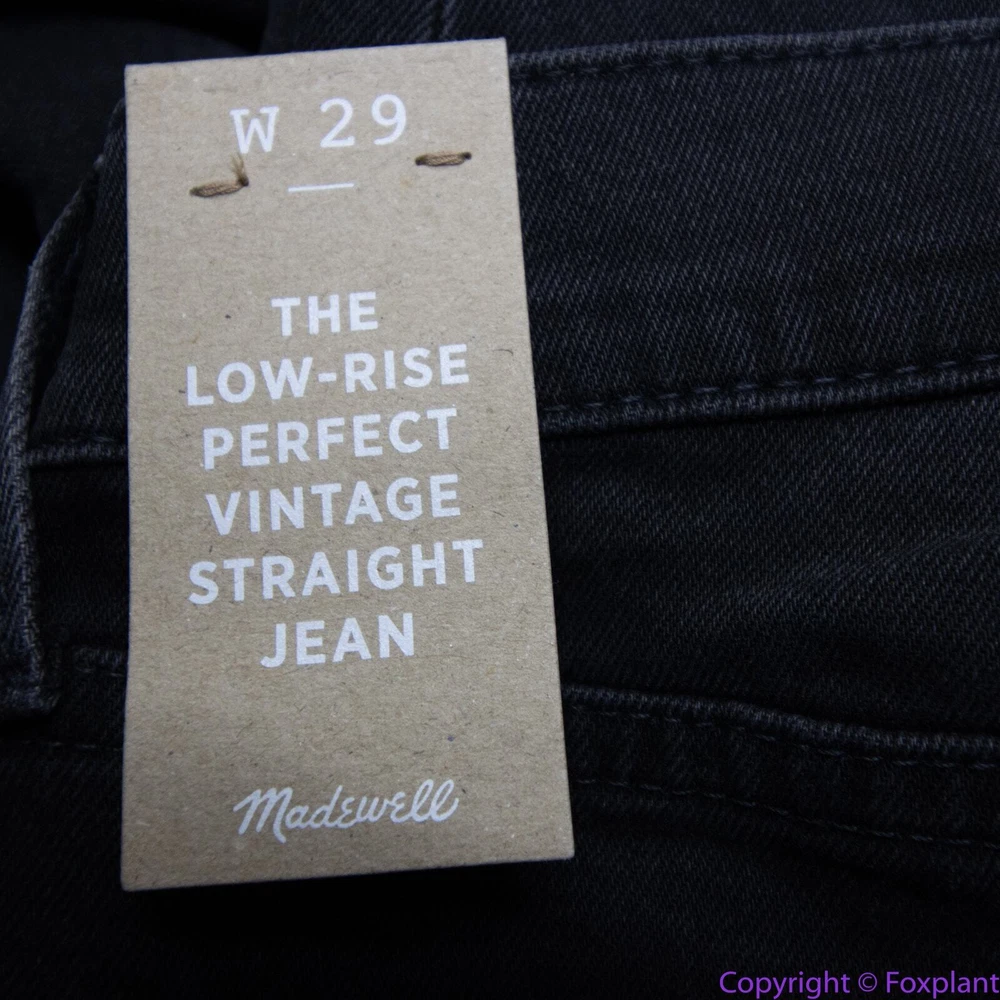 W 29
THE
LOW-RISE
PERFECT
VINTAGE
STRAIGHT
JEAN
Madewell
Copyright © Foxplant